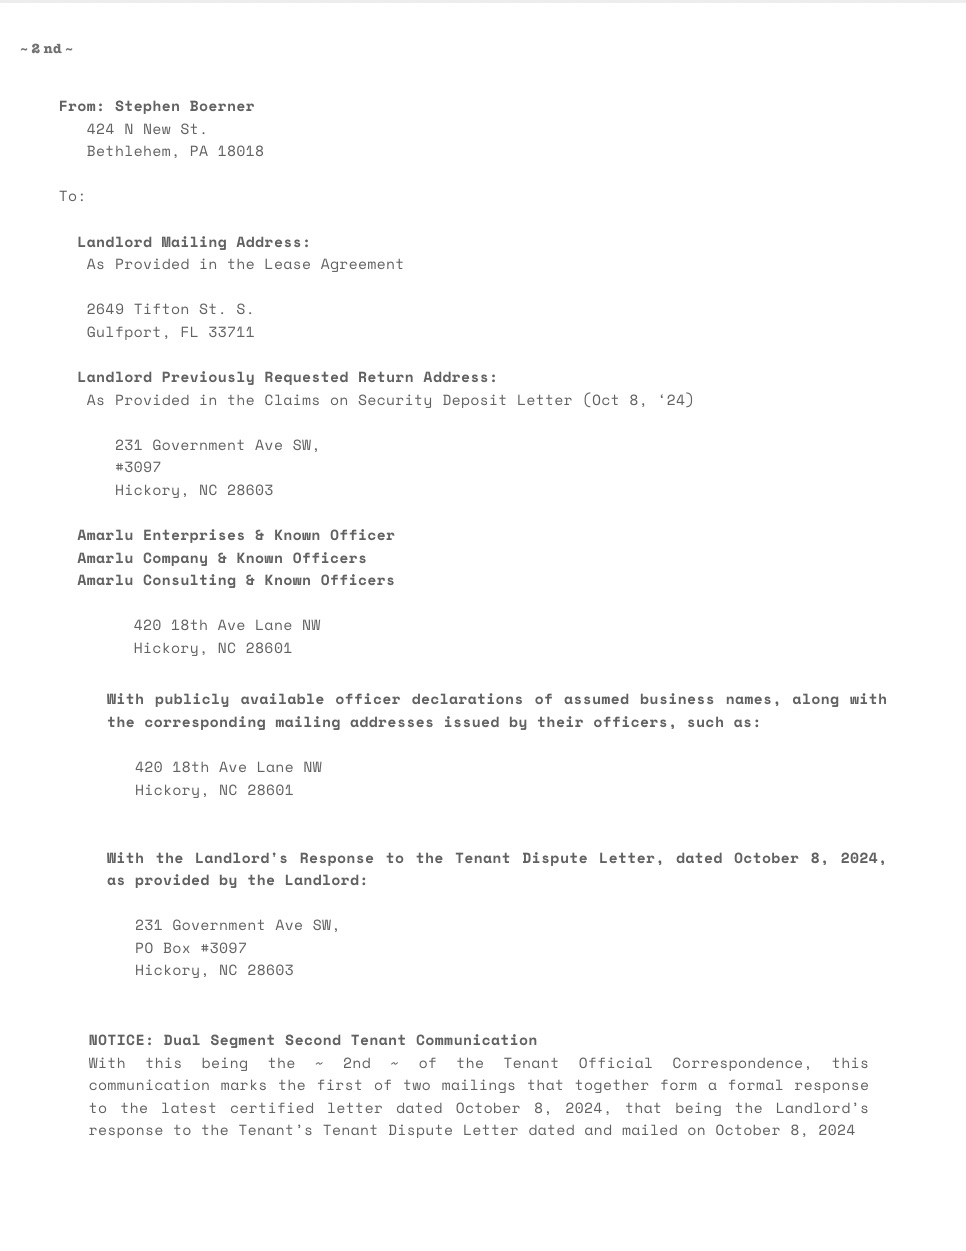 ~ 2 nd ~
From: Stephen Boerner
424 N New St.
Bethlehem, PA 18018
To:
Landlord Mailing Address:
As Provided in the Lease Agreement
2649 Tifton St. S.
Gulfport, FL 33711
Landlord Previously Requested Return Address:
As Provided in the Claims on Security Deposit Letter (Oct 8, ‘24)
231 Government Ave SW,
#3097
Hickory, NC 28603
Amarlu Enterprises & Known Officer
Amarlu Company & Known Officers
Amarlu Consulting & Known Officers
420 18th Ave Lane NW
Hickory, NC 28601
With publicly available officer declarations of assumed business names, along with
the corresponding mailing addresses issued by their officers, such as:
420 18th Ave Lane NW
Hickory, NC 28601
With the Landlord's Response to the Tenant Dispute Letter, dated October 8, 2024,
as provided by the Landlord:
231 Government Ave SW,
PO Box #3097
Hickory, NC 28603
NOTICE: Dual Segment Second Tenant Communication
With this being the ~ 2nd ~ of the Tenant Official Correspondence, this
communication marks the first of two mailings that together form a formal response
to the latest certified letter dated October 8, 2024, that being the Landlord’s
response to the Tenant’s Tenant Dispute Letter dated and mailed on October 8, 2024